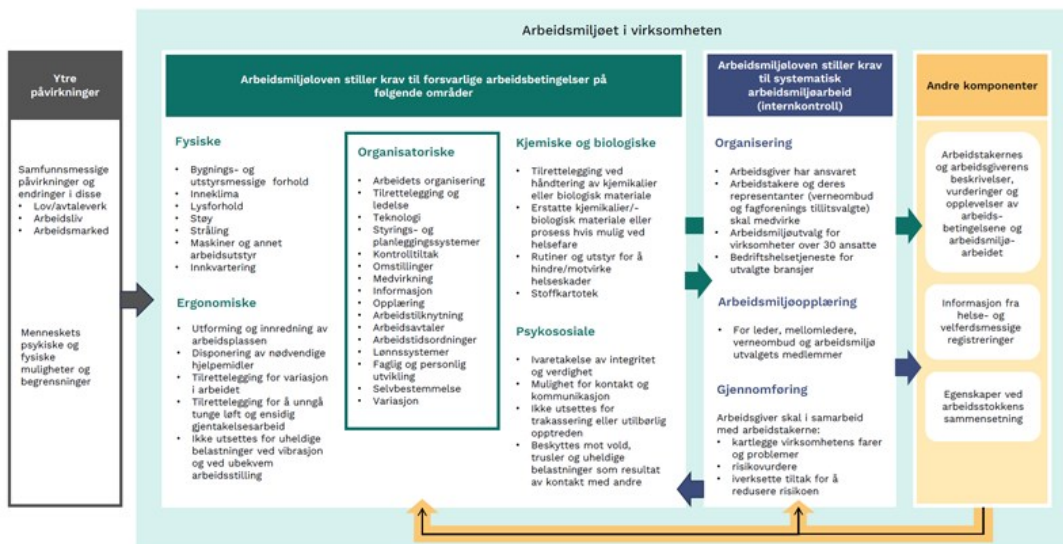 Arbeidsmiljøet i virksomheten
Ytre
påvirkninger
Samfunnsmessige
påvirkninger og
endringer i disse
• Lov/avtaleverk
• Arbeidsliv
• Arbeidsmarked
Menneskets
psykiske og
fysiske
muligheter og
begrensninger
Arbeidsmiljøloven stiller krav til forsvarlige arbeidsbetingelser på
følgende områder
Fysiske
• Bygnings- og
utstyrsmessige forhold
• Inneklima
• Lysforhold
• Støy
• Stråling
• Maskiner og annet
arbeidsutstyr
• Innkvartering
Ergonomiske
• Utforming og innredning av
arbeidsplassen
• Disponering av nødvendige
hjelpemidler
• Tilrettelegging for variasjon
i arbeidet
• Tilrettelegging for å unngå
tunge løft og ensidig
gjentakelsesarbeid
• Ikke utsettes for uheldige
belastninger ved vibrasjon
og ved ubekvem
arbeidsstilling
Organisatoriske
• Arbeidets organisering
• Tilrettelegging og
ledelse
• Teknologi
• Styrings- og
planleggingssystemer
• Kontrolltiltak
• Omstillinger
• Medvirkning
• Informasjon
• Opplæring
• Arbeidstilknytning
• Arbeidsavtaler
• Arbeidstidsordninger
• Lønnssystemer
• Faglig og personlig
utvikling
• Selvbestemmelse
• Variasjon
Kjemiske og biologiske
• Tilrettelegging ved
håndtering av kjemikalier
eller biologisk materiale
• Erstatte kjemikalier/-
biologisk materiale eller
prosess hvis mulig ved
helsefare
• Rutiner og utstyr for å
hindre/motvirke
helseskader
• Stoffkartotek
Psykososiale
• Ivaretakelse av integritet
og verdighet
• Mulighet for kontakt og
kommunikasjon
• Ikke utsettes for
trakassering eller utilbørlig
opptreden
• Beskyttes mot vold,
trusler og uheldige
belastninger som resultat
av kontakt med andre
Arbeidsmiljøloven stiller krav
til systematisk
arbeidsmiljøarbeid
(internkontroll)
Organisering
• Arbeidsgiver har ansvaret
• Arbeidstakere og deres
representanter (verneombud
og fagforenings tillitsvalgte)
skal medvirke
• Arbeidsmiljøutvalg for
virksomheter over 30 ansatte
• Bedriftshelsetjeneste for
utvalgte bransjer
Arbeidsmiljøopplæring
• For leder, mellomledere,
verneombud og arbeidsmiljø
utvalgets medlemmer
Gjennomføring
Arbeidsgiver skal i samarbeid
med arbeidstakerne:
• kartlegge virksomhetens farer
og problemer
• risikovurdere
• iverksette tiltak for å
redusere risikoen
Andre komponenter
Arbeidstakernes
og arbeidsgiverens
beskrivelser,
vurderinger og
opplevelser av
arbeids-
betingelsene og
arbeidsmiljø-
arbeidet
Informasjon fra
helse- og
velferdsmessige
registreringer
Egenskaper ved
arbeidsstokkens
sammensetning